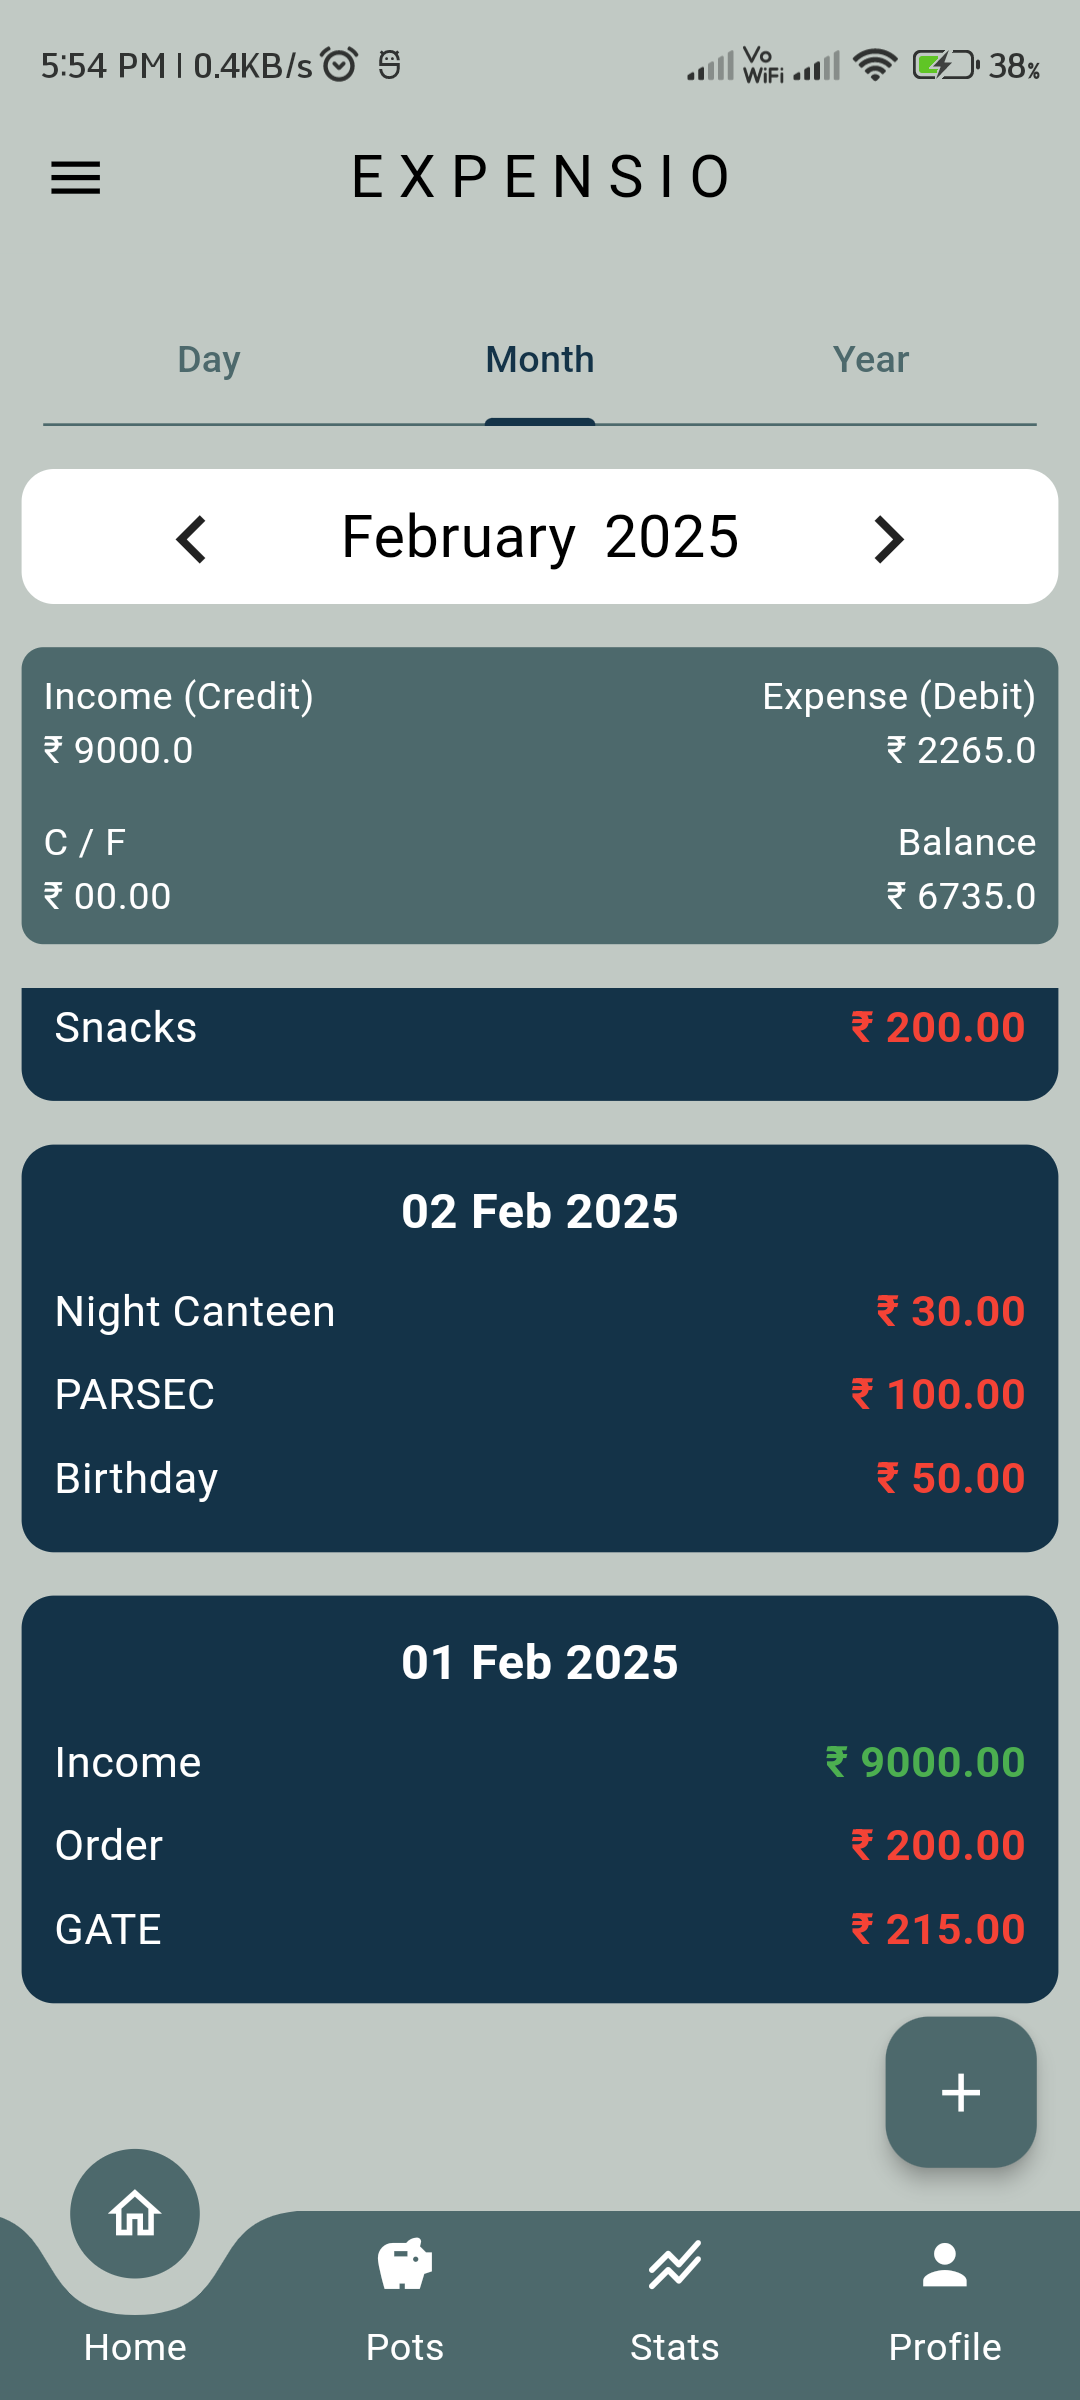 5:54 PM | 0.4KB/s Vo WiFi 38%
EXPENSIO
Day Month Year
February 2025
Income (Credit) Expense (Debit)
₹ 9000.0 ₹ 2265.0
C / F Balance
₹ 00.00 ₹ 6735.0
Snacks ₹ 200.00
02 Feb 2025
Night Canteen ₹ 30.00
PARSEC ₹ 100.00
Birthday ₹ 50.00
01 Feb 2025
Income ₹ 9000.00
Order ₹ 200.00
GATE ₹ 215.00
Home Pots Stats Profile